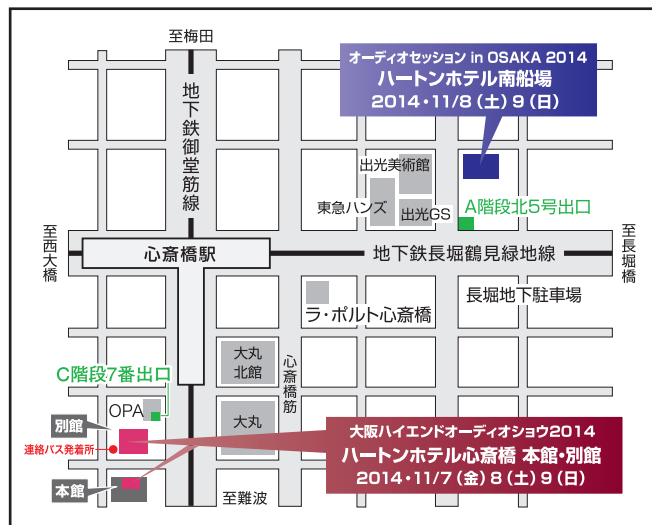 至梅田
オーディオセッション in OSAKA 2014
ハートンホテル南船場
2014・11/8（土）9（日）
地下鉄御堂筋線
出光美術館
東急ハンズ
出光GS
A階段北5号出口
至西大橋
心斎橋駅
地下鉄長堀鶴見緑地線
至長堀橋
長堀地下駐車場
ラ・ポルト心斎橋
大丸
北館
心斎橋筋
C階段7番出口
OPA
大丸
別館
連絡バス発着所
本館
大阪ハイエンドオーディオショウ2014
ハートンホテル心斎橋 本館・別館
2014・11/7（金）8（土）9（日）
至難波